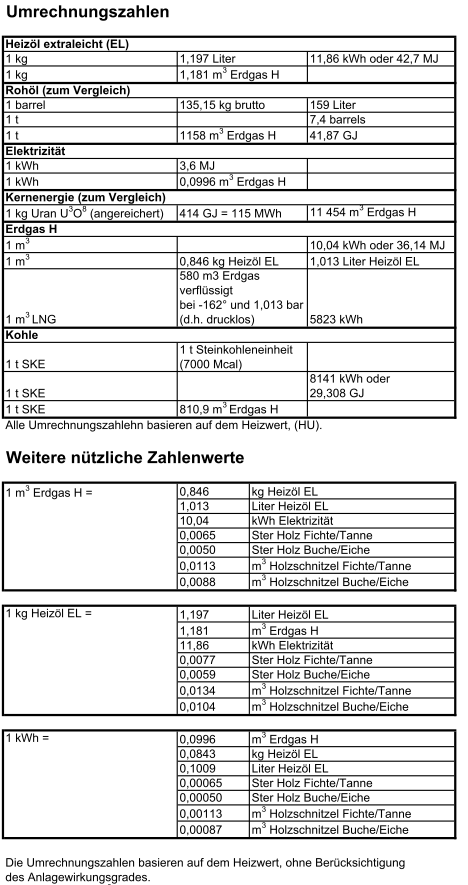 Umrechnungszahlen
Heizöl extraleicht (EL)
1 kg 1,197 Liter 11,86 kWh oder 42,7 MJ
1 kg 1,181 m³ Erdgas H
Rohöl (zum Vergleich)
1 barrel 135,15 kg brutto 159 Liter
1 t 7,4 barrels
1 t 1158 m³ Erdgas H 41,87 GJ
Elektrizität
1 kWh 3,6 MJ
1 kWh 0,0996 m³ Erdgas H
Kernenergie (zum Vergleich)
1 kg Uran U³O⁸ (angereichert) 414 GJ = 115 MWh 11 454 m³ Erdgas H
Erdgas H
1 m³ 10,04 kWh oder 36,14 MJ
1 m³ 0,846 kg Heizöl EL 1,013 Liter Heizöl EL
580 m3 Erdgas
verflüssigt
bei -162° und 1,013 bar
1 m³ LNG (d.h. drucklos) 5823 kWh
Kohle
1 t Steinkohleneinheit
1 t SKE (7000 Mcal)
8141 kWh oder
1 t SKE 29,308 GJ
1 t SKE 810,9 m³ Erdgas H
Alle Umrechnungszahlehn basieren auf dem Heizwert, (HU).
Weitere nützliche Zahlenwerte
1 m³ Erdgas H = 0,846 kg Heizöl EL
1,013 Liter Heizöl EL
10,04 kWh Elektrizität
0,0065 Ster Holz Fichte/Tanne
0,0050 Ster Holz Buche/Eiche
0,0113 m³ Holzschnitzel Fichte/Tanne
0,0088 m³ Holzschnitzel Buche/Eiche
1 kg Heizöl EL = 1,197 Liter Heizöl EL
1,181 m³ Erdgas H
11,86 kWh Elektrizität
0,0077 Ster Holz Fichte/Tanne
0,0059 Ster Holz Buche/Eiche
0,0134 m³ Holzschnitzel Fichte/Tanne
0,0104 m³ Holzschnitzel Buche/Eiche
1 kWh = 0,0996 m³ Erdgas H
0,0843 kg Heizöl EL
0,1009 Liter Heizöl EL
0,00065 Ster Holz Fichte/Tanne
0,00050 Ster Holz Buche/Eiche
0,00113 m³ Holzschnitzel Fichte/Tanne
0,00087 m³ Holzschnitzel Buche/Eiche
Die Umrechnungszahlen basieren auf dem Heizwert, ohne Berücksichtigung
des Anlagewirkungsgrades.